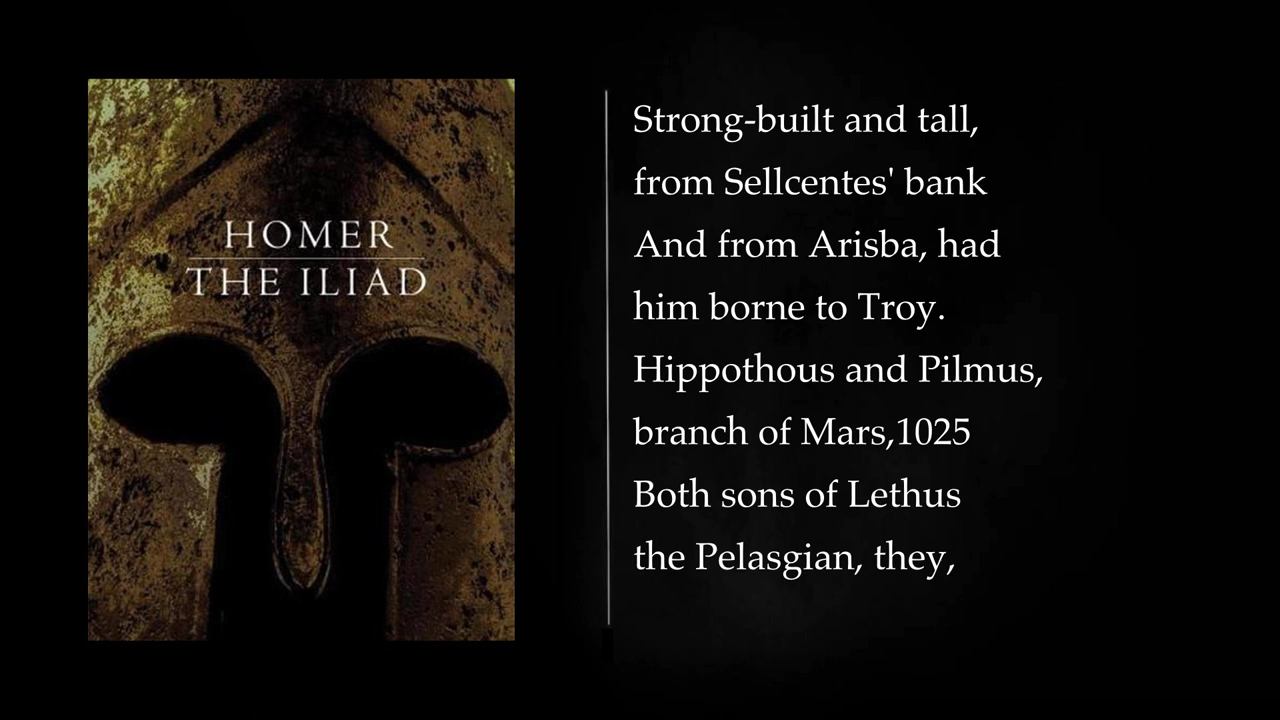 HOMER
THE ILIAD
Strong-built and tall,
from Sellcentes' bank
And from Arisba, had
him borne to Troy.
Hippothous and Pilmus,
branch of Mars,1025
Both sons of Lethus
the Pelasgian, they,